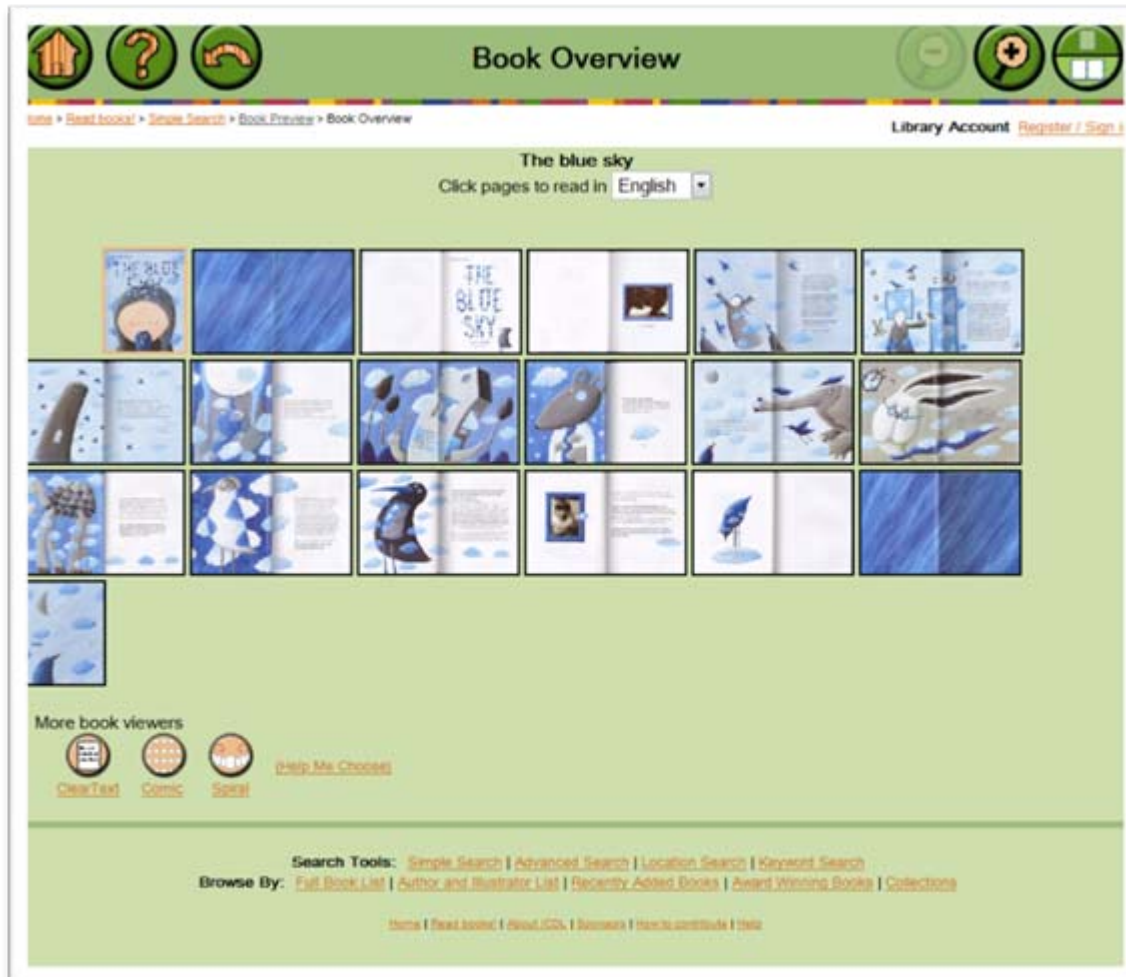 Book Overview
ome > Read books! > Simple Search > Book Preview > Book Overview
Library Account Register / Sign i
The blue sky
Click pages to read in English
THE BLUE
THE
BLUE
SKY
More book viewers
ClearText Comic Spiral (Help Me Choose)
Search Tools: Simple Search | Advanced Search | Location Search | Keyword Search
Browse By: Full Book List | Author and Illustrator List | Recently Added Books | Award Winning Books | Collections
Home | Read books! | About ICDL | Sponsors | How to contribute | Help